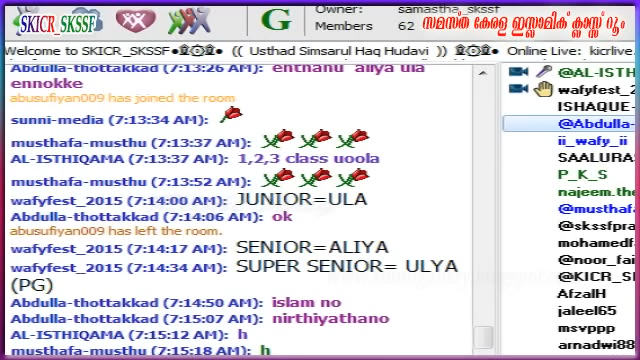 SKICR_SKSSF
G
Owner: samastha_skssf
Members 62
സമസ്ത കേരള ഇസ്ലാമിക് ക്ലാസ്സ് റൂം
Welcome to SKICR_SKSSF (( Usthad Simsarul Haq Hudavi ))
Online Live: kicrlive.
Abdulla-thottakkad (7:13:26 AM): enthanu aliya ula
ennokke
abusufiyan009 has joined the room
sunni-media (7:13:34 AM):
musthafa-musthu (7:13:37 AM):
AL-ISTHIQAMA (7:13:37 AM): 1,2,3 class uoola
musthafa-musthu (7:13:52 AM):
wafyfest_2015 (7:14:00 AM): JUNIOR=ULA
Abdulla-thottakkad (7:14:06 AM): ok
abusufiyan009 has left the room.
wafyfest_2015 (7:14:17 AM): SENIOR=ALIYA
wafyfest_2015 (7:14:34 AM): SUPER SENIOR= ULYA
(PG)
Abdulla-thottakkad (7:14:50 AM): islam no
Abdulla-thottakkad (7:15:07 AM): nirthiyathano
AL-ISTHIQAMA (7:15:12 AM): h
musthafa-musthu (7:15:18 AM): h
@AL-ISTH
wafyfest_2
ISHAQUE-
@Abdulla-
ii_wafy_ii
SAALURAS
P_K_S
najeem.the
@musthaf
@skssfpra
mohamedf
@noor_fai
@KICR_S
AfzalH
jaleel65
msvppp
arnadwi88